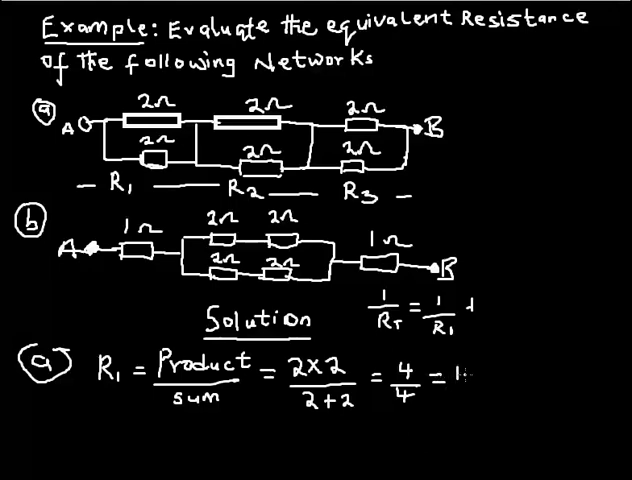 Example: Evaluate the equivalent Resistance
of the following Networks
(a) A 2Ω 2Ω 2Ω B
2Ω 2Ω 2Ω
— R₁ —— R₂ —— R₃ —
(b) A 1Ω 2Ω 2Ω 1Ω B
2Ω 2Ω
1/R_T = 1/R₁ +
Solution
(a) R₁ = Product/sum = 2×2/2+2 = 4/4 = 1